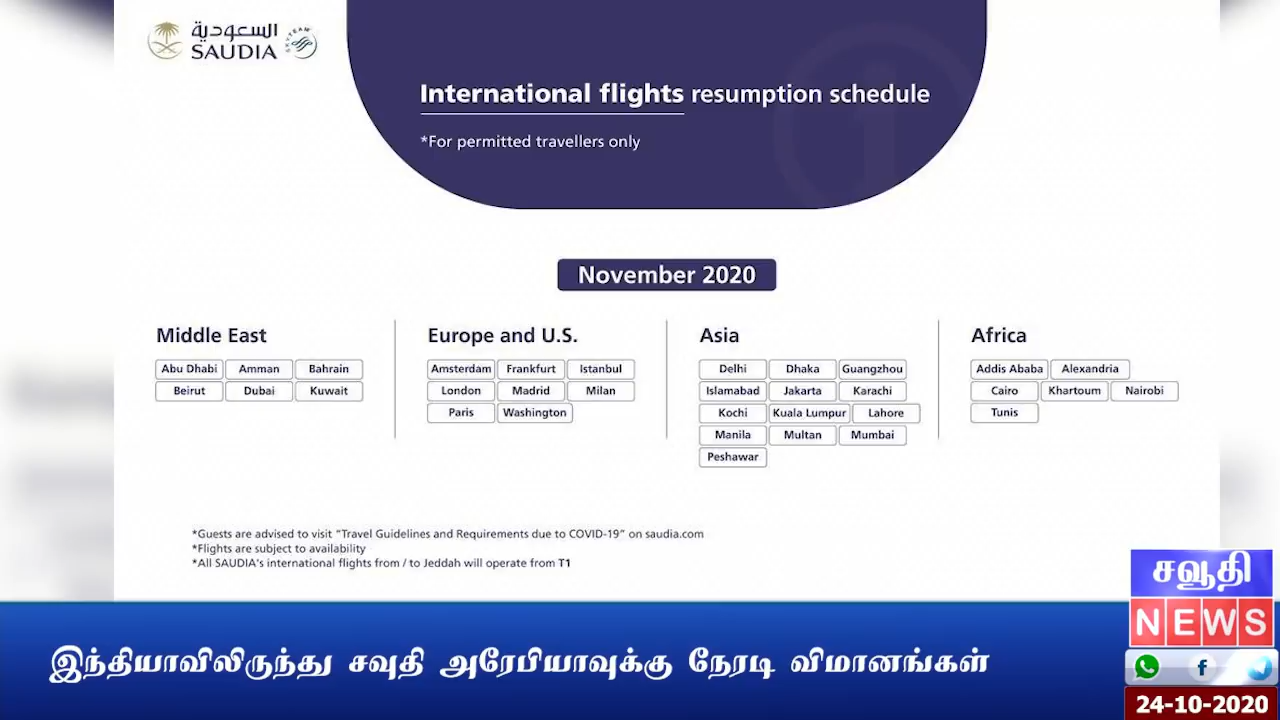 السعودية
SAUDIA
SKYTEAM
International flights resumption schedule
*For permitted travellers only
November 2020
Middle East
Abu Dhabi Amman Bahrain
Beirut Dubai Kuwait
Europe and U.S.
Amsterdam Frankfurt Istanbul
London Madrid Milan
Paris Washington
Asia
Delhi Dhaka Guangzhou
Islamabad Jakarta Karachi
Kochi Kuala Lumpur Lahore
Manila Multan Mumbai
Peshawar
Africa
Addis Ababa Alexandria
Cairo Khartoum Nairobi
Tunis
*Guests are advised to visit "Travel Guidelines and Requirements due to COVID-19" on saudia.com
*Flights are subject to availability
*All SAUDIA's international flights from / to Jeddah will operate from T1
சவூதி
NEWS
இந்தியாவிலிருந்து சவுதி அரேபியாவுக்கு நேரடி விமானங்கள்
24-10-2020